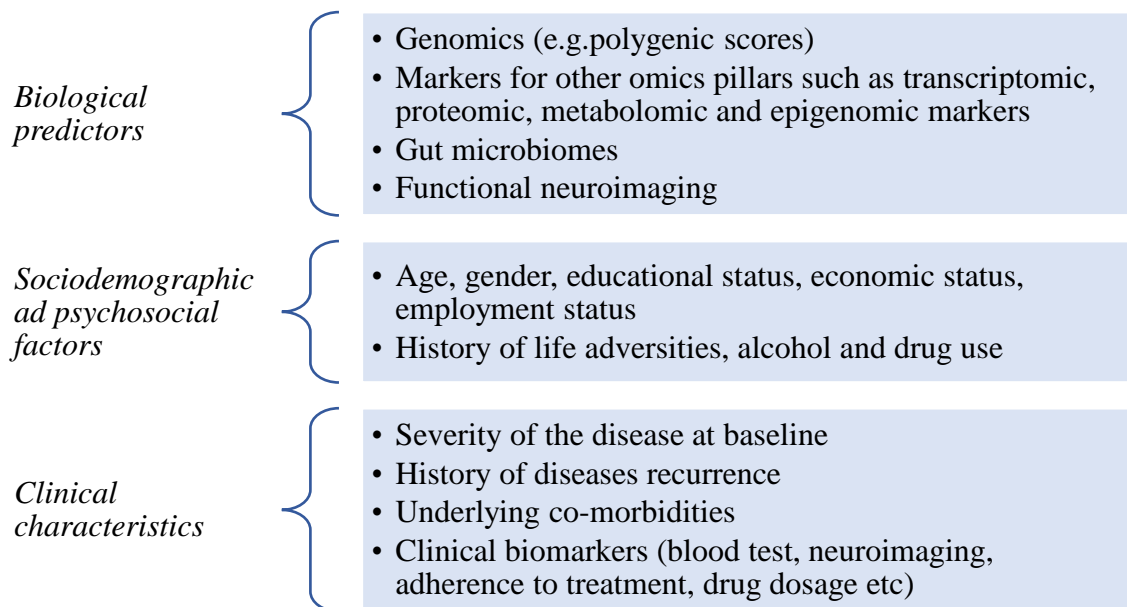 Biological
predictors
• Genomics (e.g.polygenic scores)
• Markers for other omics pillars such as transcriptomic,
proteomic, metabolomic and epigenomic markers
• Gut microbiomes
• Functional neuroimaging
Sociodemographic
ad psychosocial
factors
• Age, gender, educational status, economic status,
employment status
• History of life adversities, alcohol and drug use
Clinical
characteristics
• Severity of the disease at baseline
• History of diseases recurrence
• Underlying co-morbidities
• Clinical biomarkers (blood test, neuroimaging,
adherence to treatment, drug dosage etc)